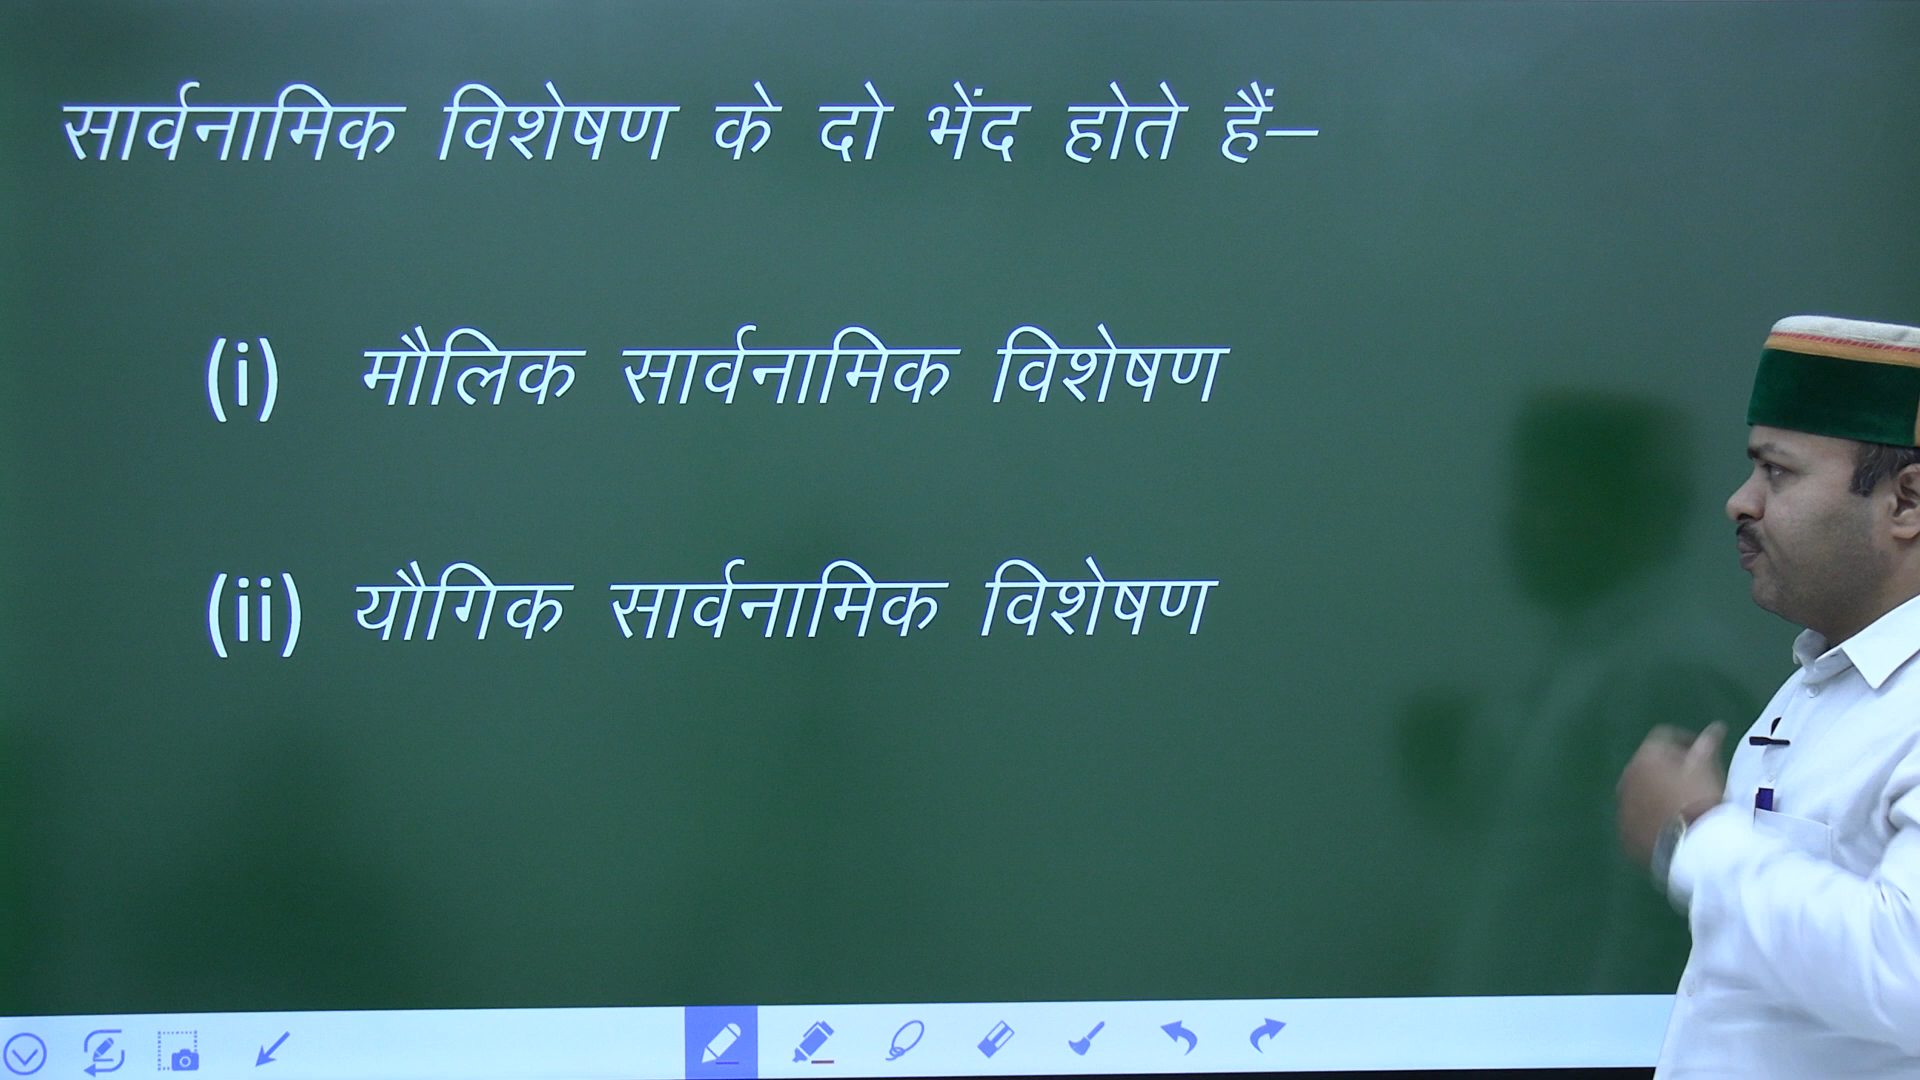 सार्वनामिक विशेषण के दो भेंद होते हैं–
(i) मौलिक सार्वनामिक विशेषण
(ii) यौगिक सार्वनामिक विशेषण